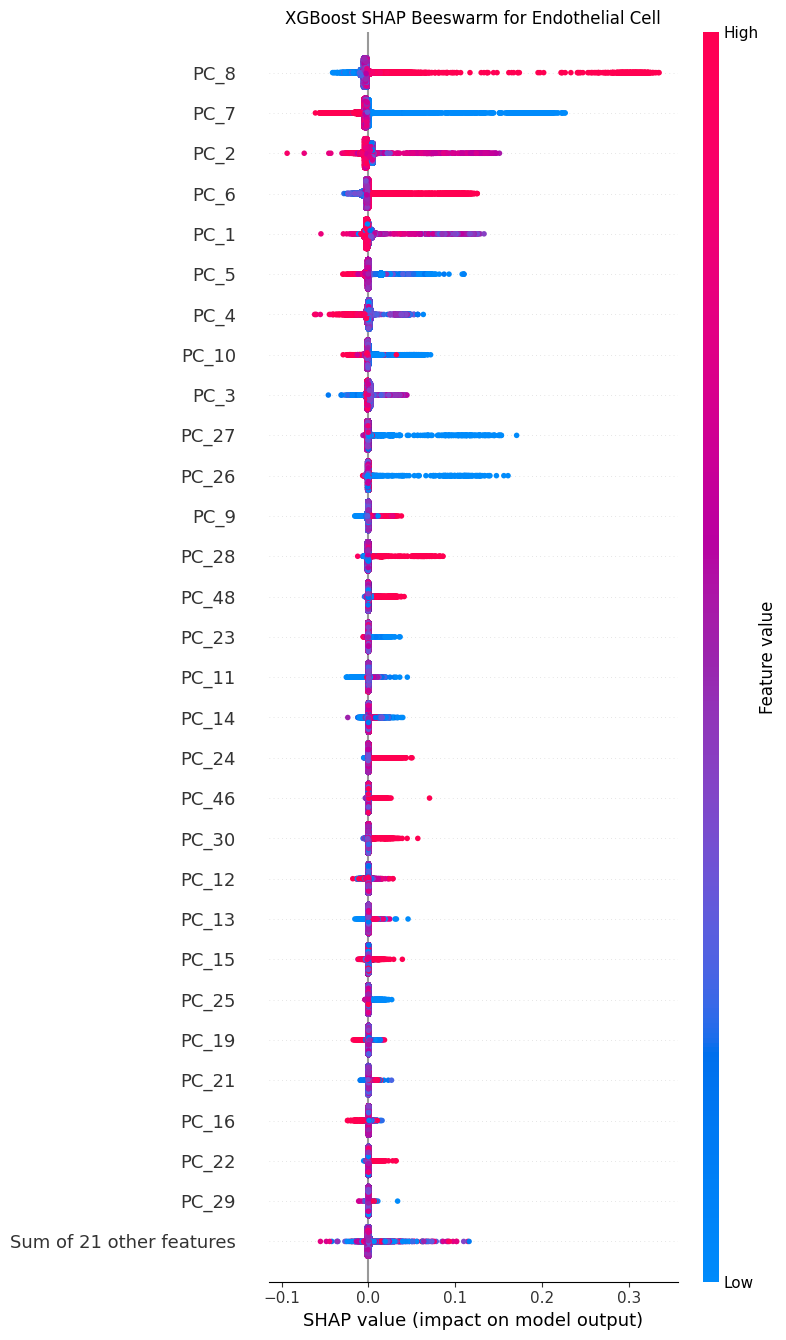 XGBoost SHAP Beeswarm for Endothelial Cell
High
PC_8
PC_7
PC_2
PC_6
PC_1
PC_5
PC_4
PC_10
PC_3
PC_27
PC_26
PC_9
PC_28
PC_48
PC_23
PC_11
PC_14
PC_24
PC_46
PC_30
PC_12
PC_13
PC_15
PC_25
PC_19
PC_21
PC_16
PC_22
PC_29
Sum of 21 other features
Feature value
Low
−0.1 0.0 0.1 0.2 0.3
SHAP value (impact on model output)